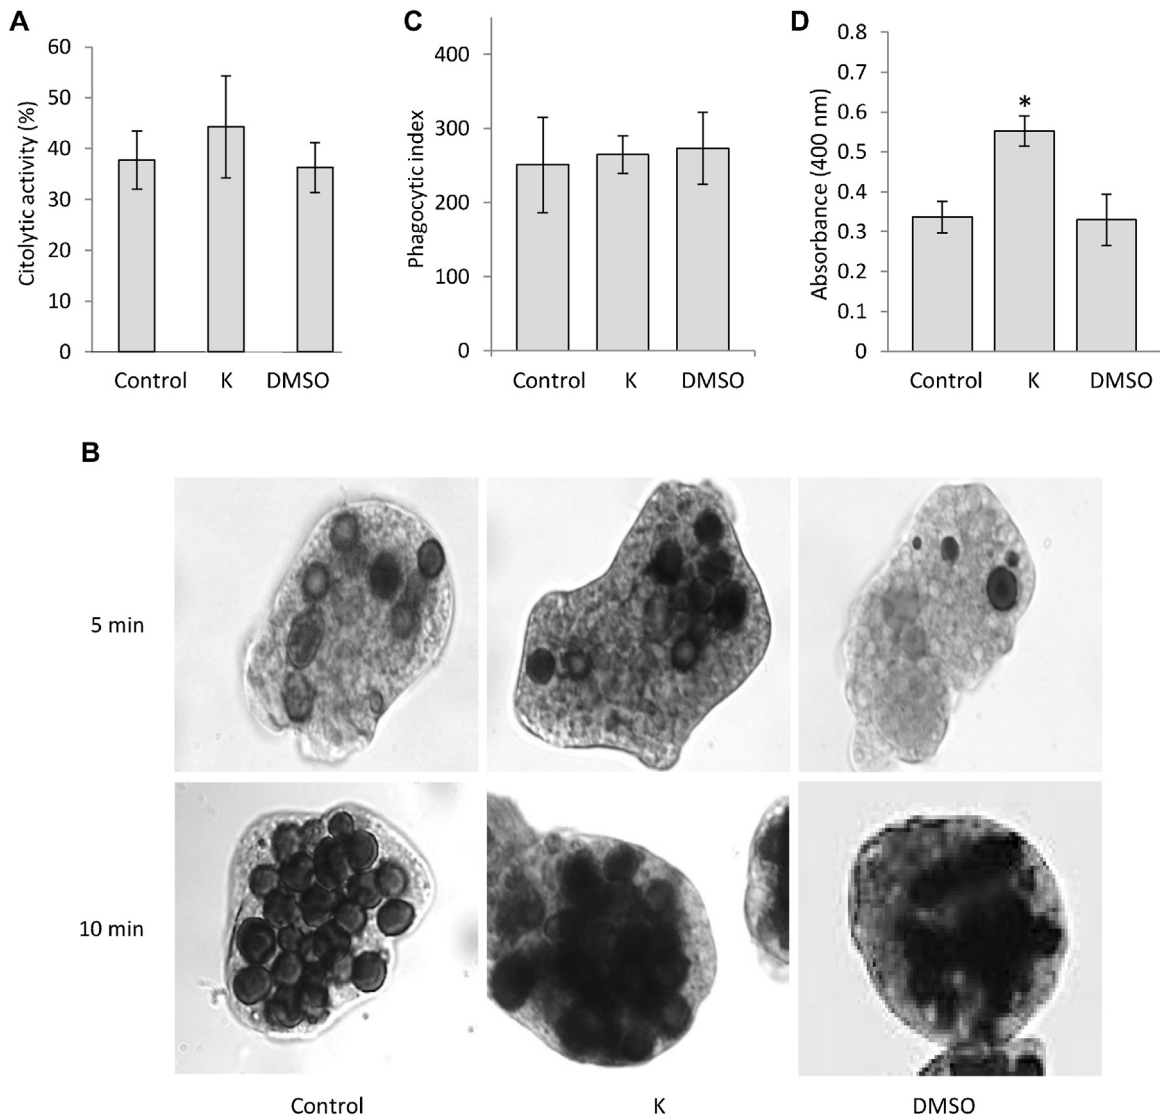 A
Citolytic activity (%)
60
50
40
30
20
10
0
Control K DMSO
C
Phagocytic index
400
300
200
100
0
Control K DMSO
D
Absorbance (400 nm)
0.8
0.7
0.6
0.5
0.4
0.3
0.2
0.1
0
*
Control K DMSO
B
5 min
10 min
Control K DMSO